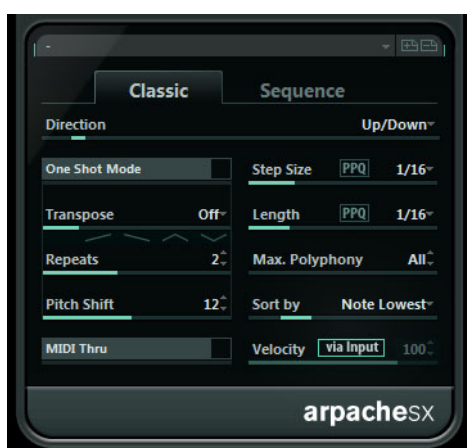 -
Classic Sequence
Direction Up/Down
One Shot Mode Step Size PPQ 1/16
Transpose Off Length PPQ 1/16
Repeats 2 Max. Polyphony All
Pitch Shift 12 Sort by Note Lowest
MIDI Thru Velocity via Input 100
arpacheSX